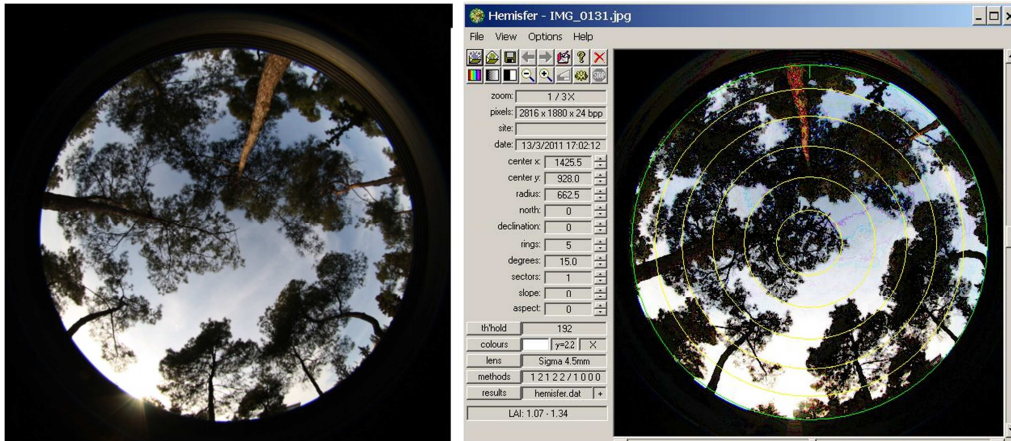 Hemisfer - IMG_0131.jpg
File View Options Help
zoom: 1 / 3X
pixels: 2816 x 1880 x 24 bpp
site:
date: 13/3/2011 17:02:12
center x: 1425.5
center y: 928.0
radius: 662.5
north: 0
declination: 0
rings: 5
degrees: 15.0
sectors: 1
slope: 0
aspect: 0
th'hold 192
colours γ=2.2 X
lens Sigma 4.5mm
methods 1 2 1 2 2 / 1 0 0 0
results hemisfer.dat +
LAI: 1.07 - 1.34